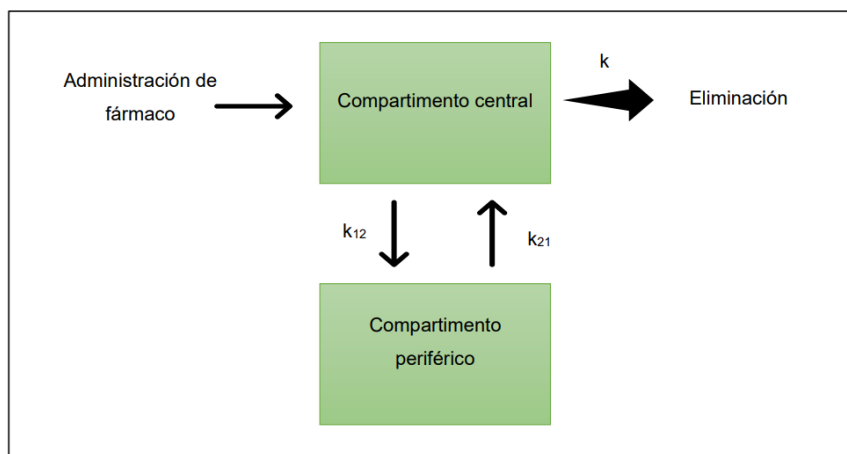 Administración de
fármaco
Compartimento central
k
Eliminación
k₁₂
k₂₁
Compartimento
periférico